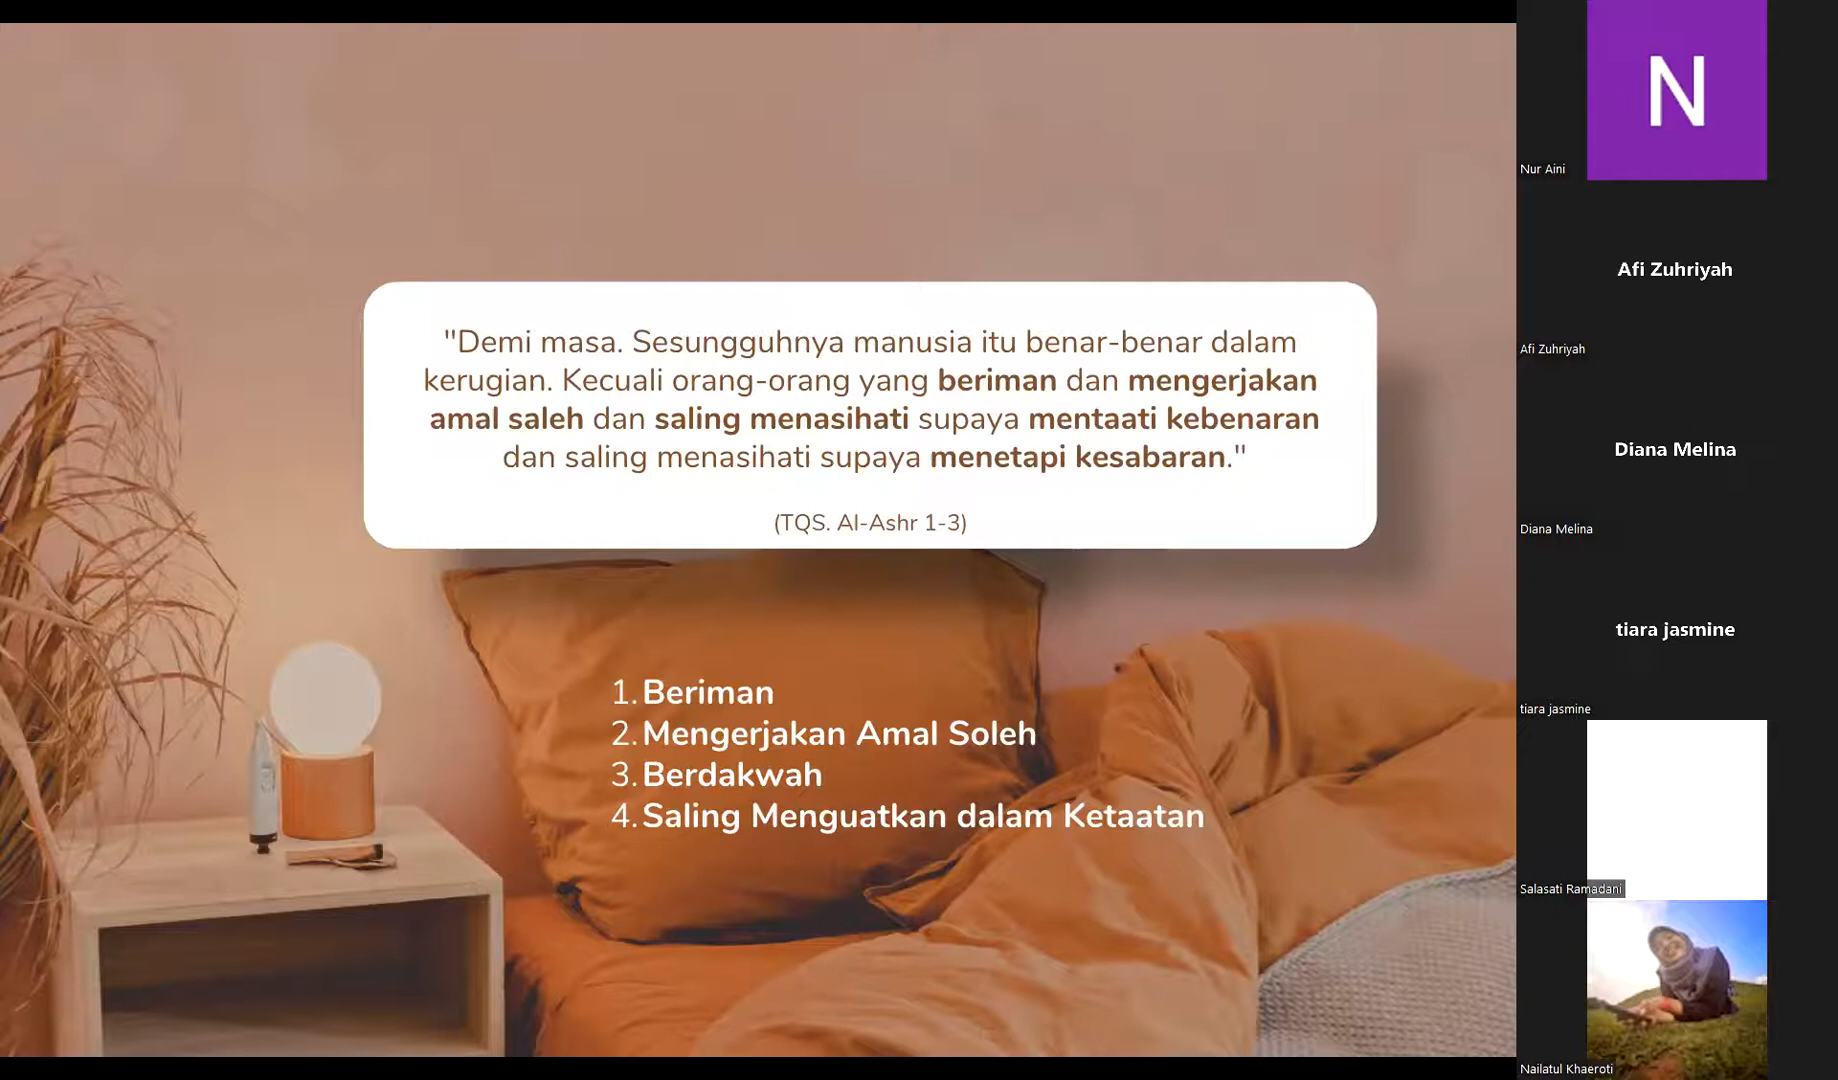 "Demi masa. Sesungguhnya manusia itu benar-benar dalam
kerugian. Kecuali orang-orang yang beriman dan mengerjakan
amal saleh dan saling menasihati supaya mentaati kebenaran
dan saling menasihati supaya menetapi kesabaran."
(TQS. Al-Ashr 1-3)
1. Beriman
2. Mengerjakan Amal Soleh
3. Berdakwah
4. Saling Menguatkan dalam Ketaatan
N
Nur Aini
Afi Zuhriyah
Afi Zuhriyah
Diana Melina
Diana Melina
tiara jasmine
tiara jasmine
Salasati Ramadani
Nailatul Khaeroti